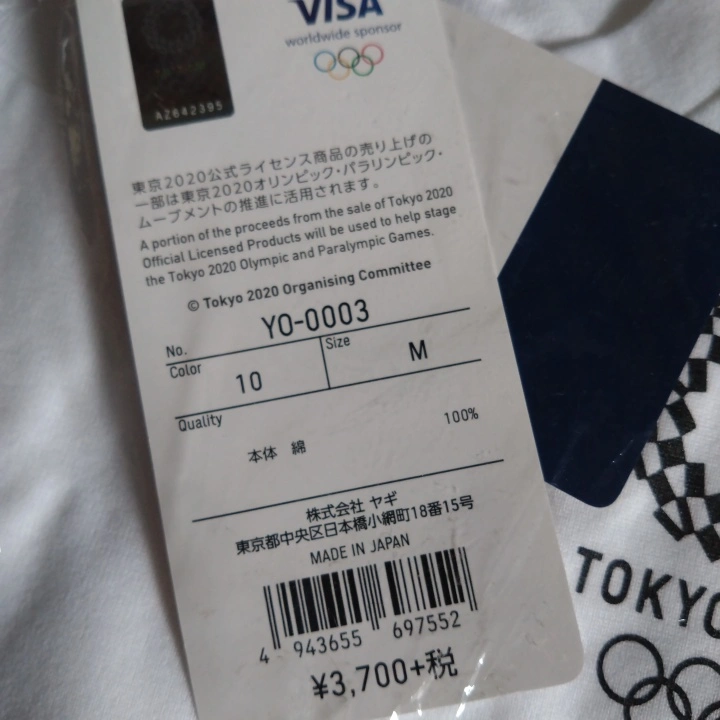 VISA
worldwide sponsor
A2642395
東京2020公式ライセンス商品の売り上げの
一部は東京2020オリンピック・パラリンピック・
ムーブメントの推進に活用されます。
A portion of the proceeds from the sale of Tokyo 2020
Official Licensed Products will be used to help stage
the Tokyo 2020 Olympic and Paralympic Games.
© Tokyo 2020 Organising Committee
No. YO-0003
Color 10 Size M
Quality
本体 綿 100%
株式会社 ヤギ
東京都中央区日本橋小網町18番15号
MADE IN JAPAN
4 943655 697552
¥3,700+税
TOKYO